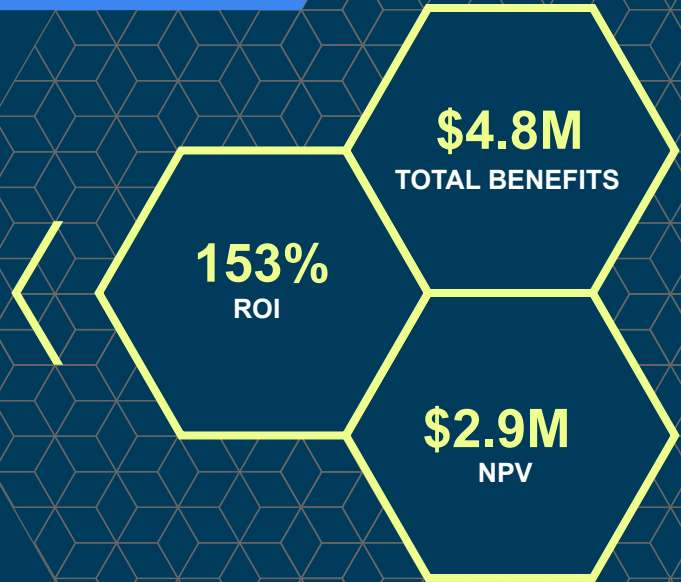 $4.8M
TOTAL BENEFITS
153%
ROI
$2.9M
NPV